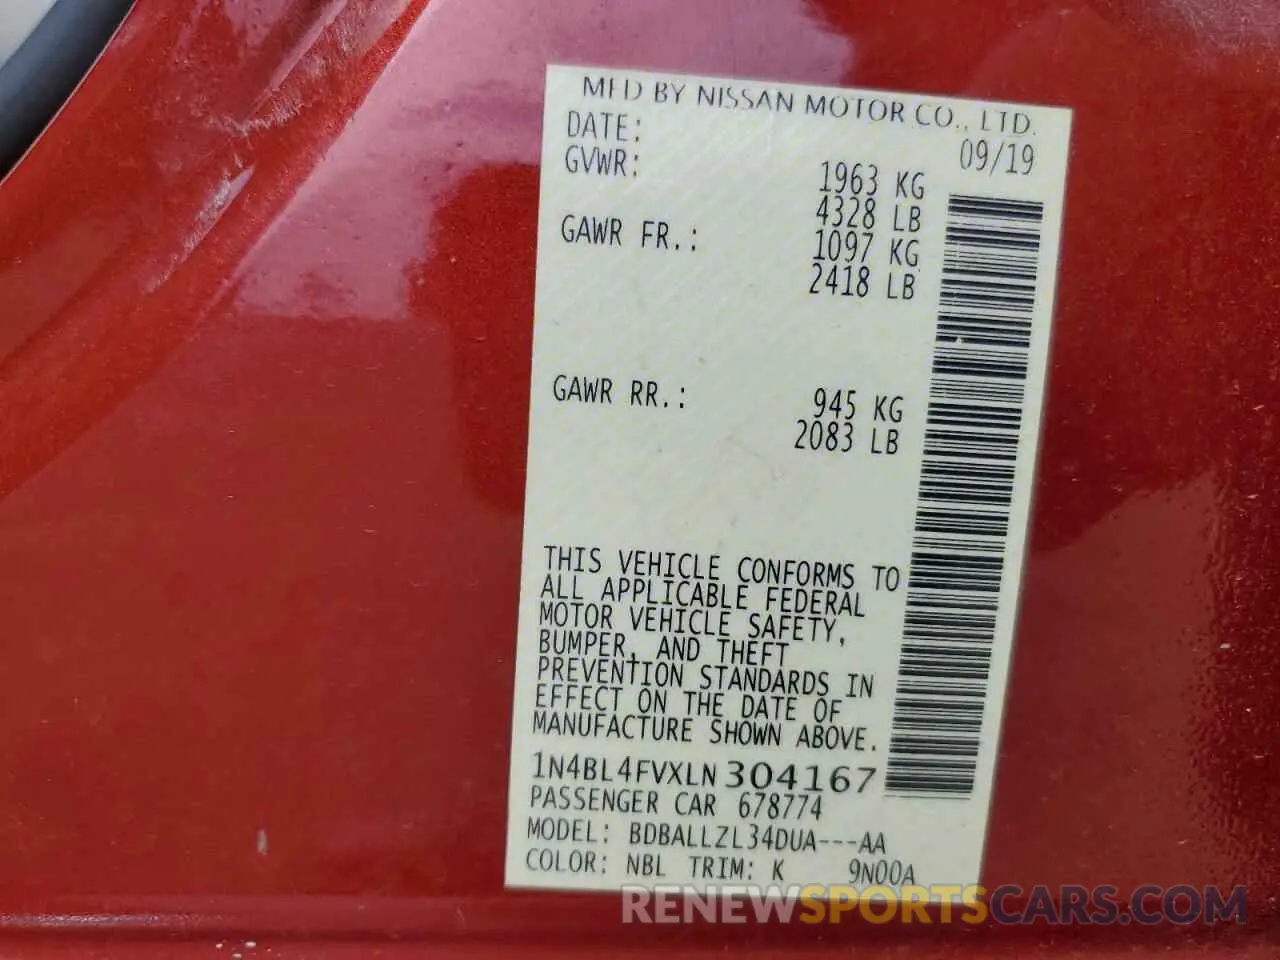 MFD BY NISSAN MOTOR CO., LTD.
DATE: 09/19
GVWR: 1963 KG
4328 LB
GAWR FR.: 1097 KG
2418 LB
GAWR RR.: 945 KG
2083 LB
THIS VEHICLE CONFORMS TO
ALL APPLICABLE FEDERAL
MOTOR VEHICLE SAFETY,
BUMPER, AND THEFT
PREVENTION STANDARDS IN
EFFECT ON THE DATE OF
MANUFACTURE SHOWN ABOVE.
1N4BL4FVXLN304167
PASSENGER CAR 678774
MODEL: BDBALLZL34DUA---AA
COLOR: NBL TRIM: K 9N00A
RENEWSPORTSCARS.COM